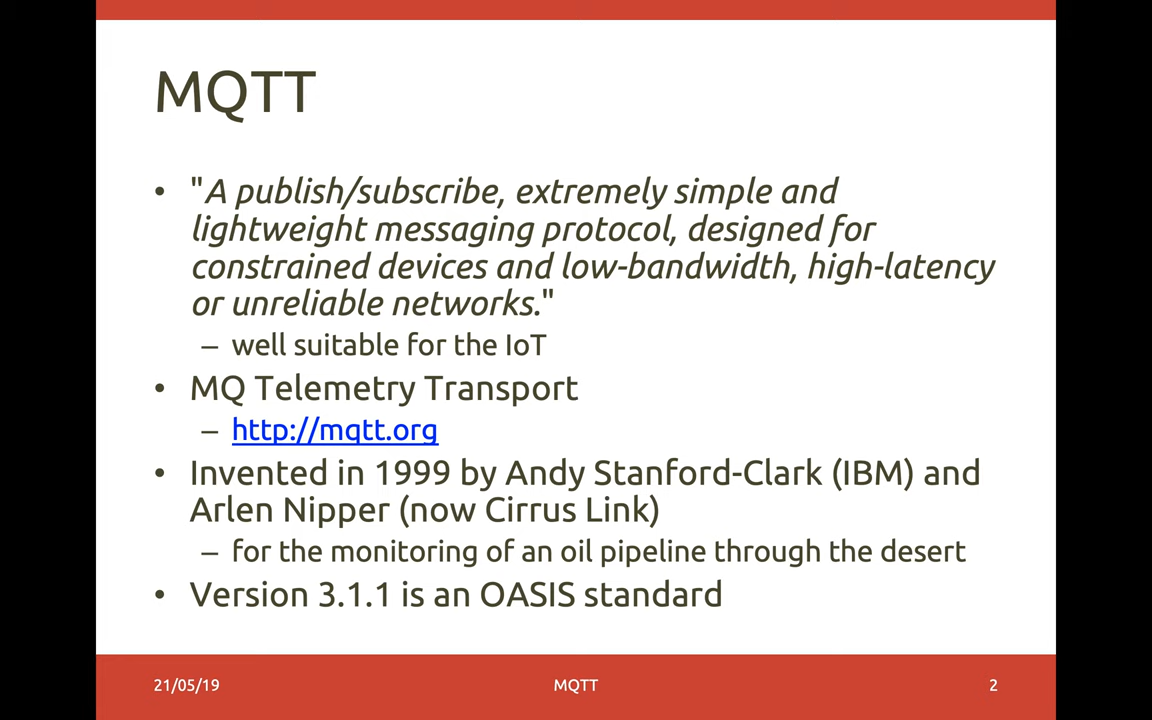 MQTT
• "A publish/subscribe, extremely simple and
lightweight messaging protocol, designed for
constrained devices and low-bandwidth, high-latency
or unreliable networks."
– well suitable for the IoT
• MQ Telemetry Transport
– http://mqtt.org
• Invented in 1999 by Andy Stanford-Clark (IBM) and
Arlen Nipper (now Cirrus Link)
– for the monitoring of an oil pipeline through the desert
• Version 3.1.1 is an OASIS standard
21/05/19 MQTT 2